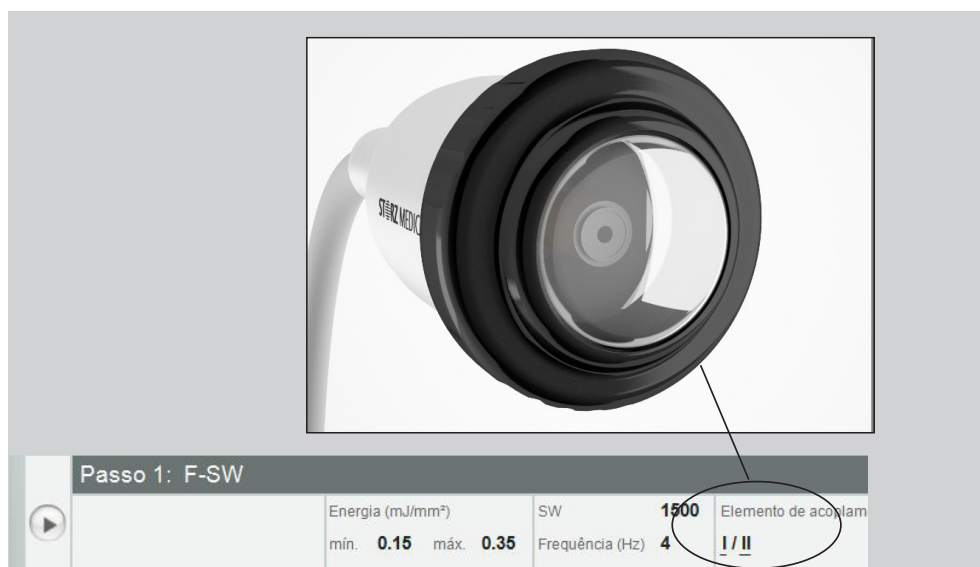 STORZ MEDIC
Passo 1: F-SW
Energia (mJ/mm²) SW 1500 Elemento de acoplam
mín. 0.15 máx. 0.35 Frequência (Hz) 4 I / II